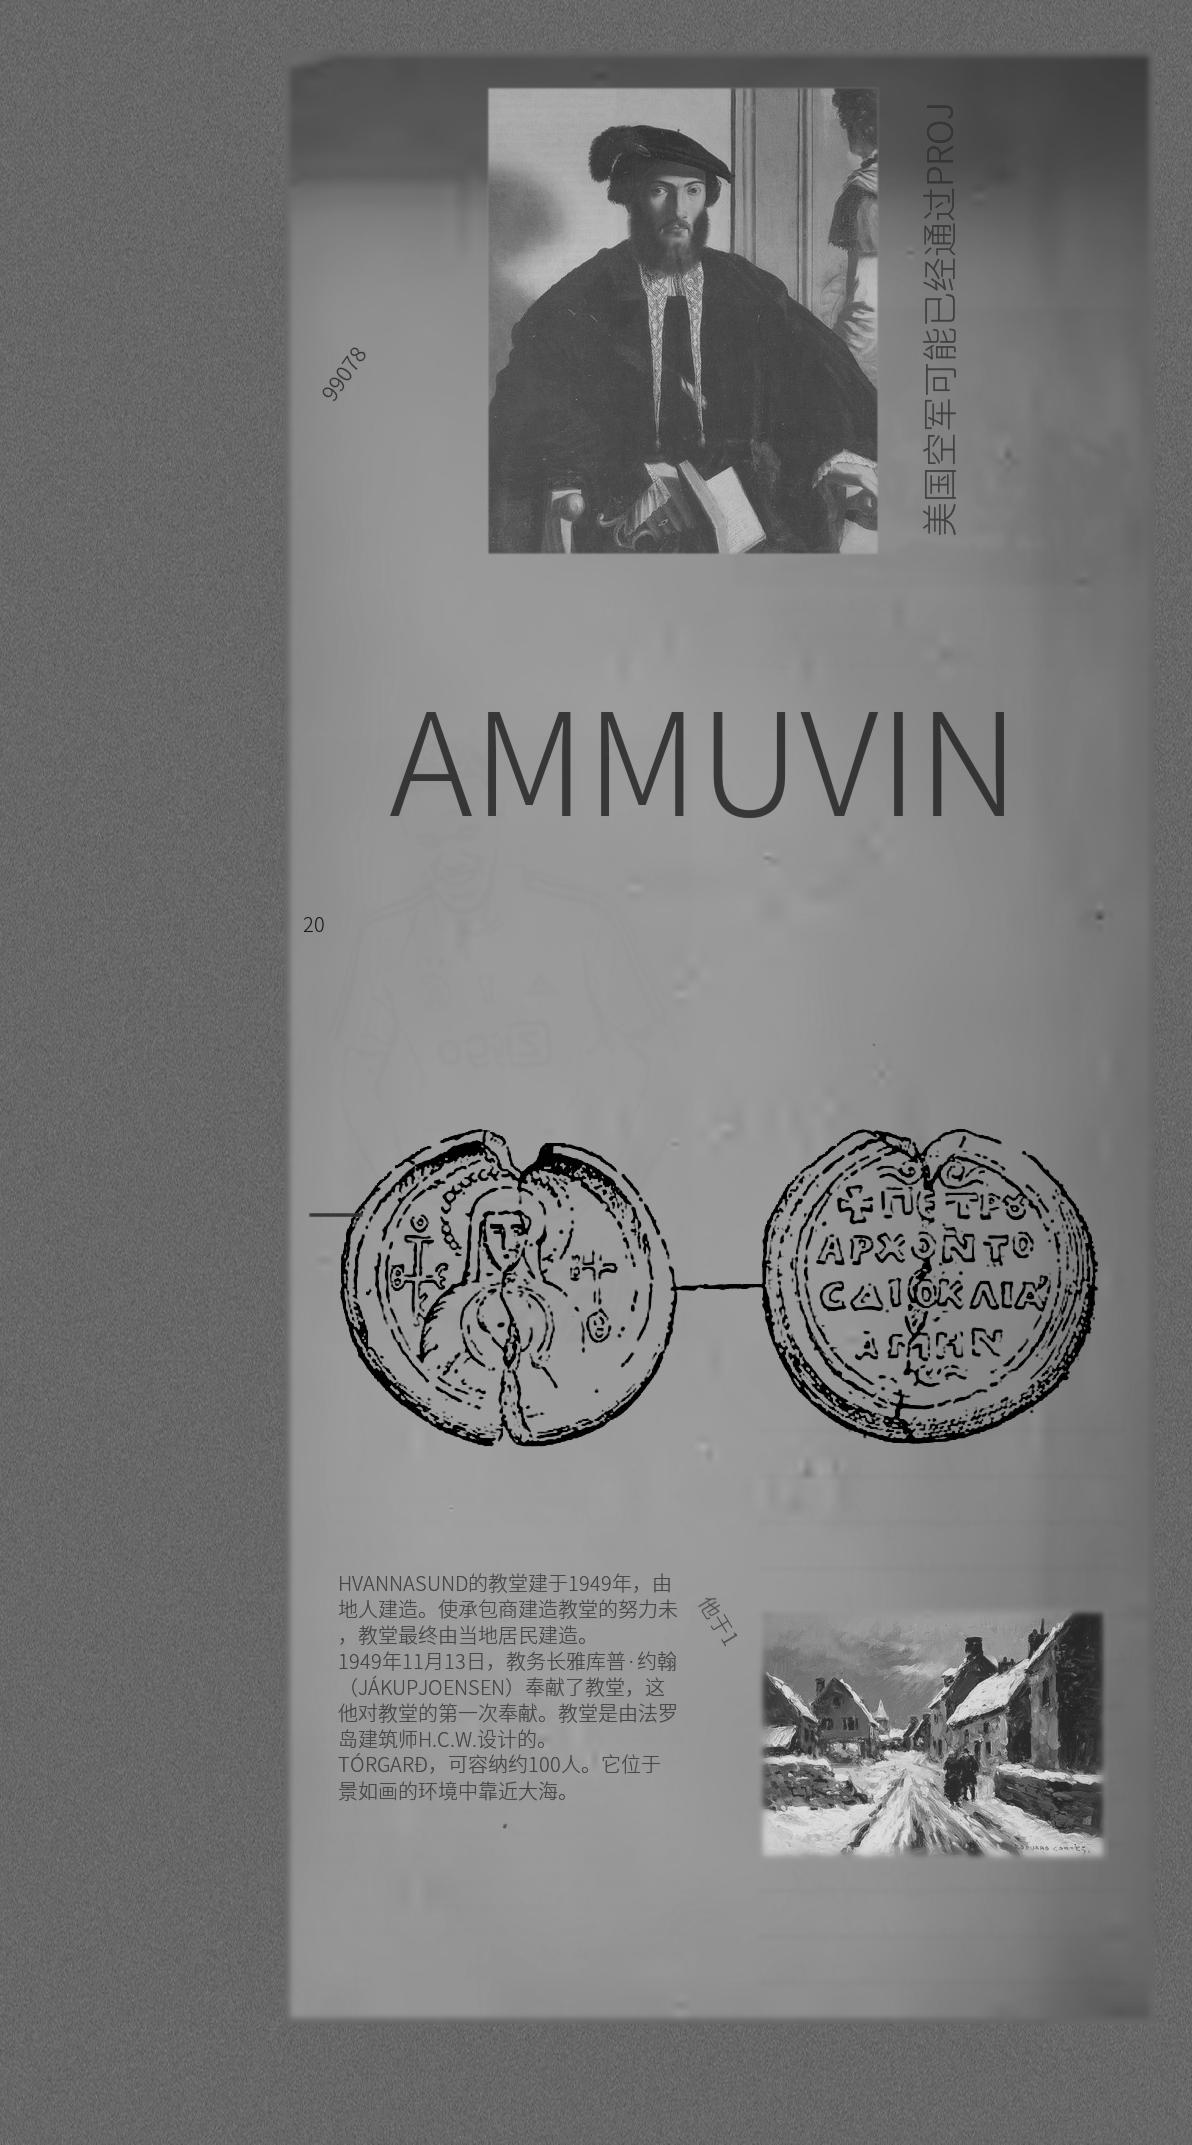 美国空军可能已经通过PROJ
99078
AMMUVIN
20
ΠΕΤΡȢ
ΑΡΧΟΝΤΟ
CΔΙΟΚΛΙΑ
ΑΜΗΝ
HVANNASUND的教堂建于1949年，由
地人建造。使承包商建造教堂的努力未
，教堂最终由当地居民建造。
1949年11月13日，教务长雅库普·约翰
（JÁKUPJOENSEN）奉献了教堂，这
他对教堂的第一次奉献。教堂是由法罗
岛建筑师H.C.W.设计的。
TÓRGARÐ，可容纳约100人。它位于
景如画的环境中靠近大海。
他于1